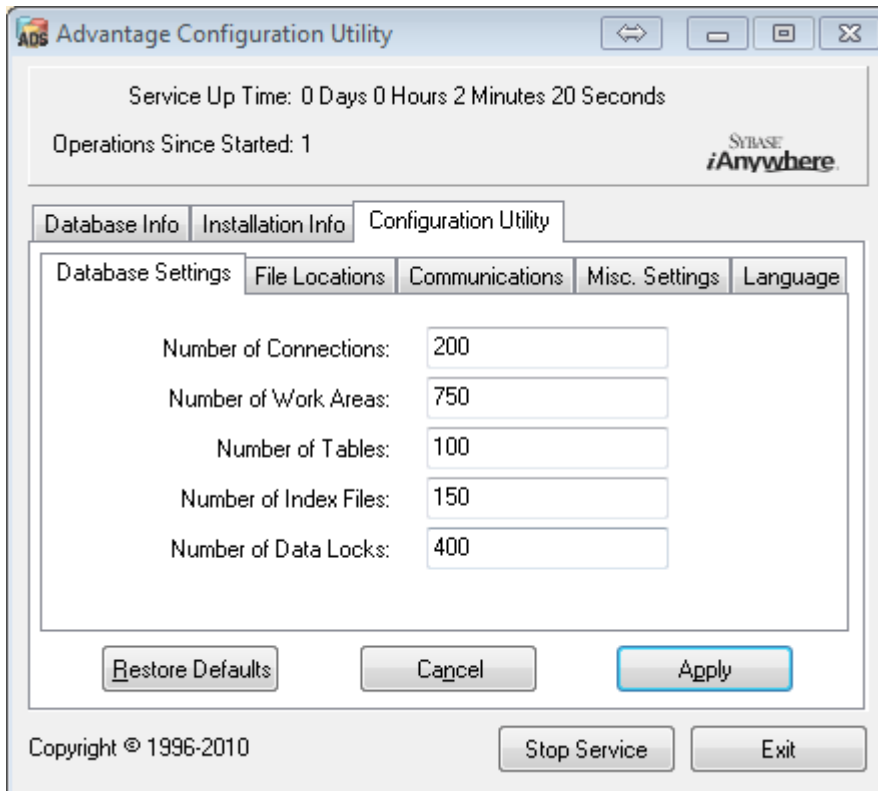 ADS Advantage Configuration Utility
Service Up Time: 0 Days 0 Hours 2 Minutes 20 Seconds
Operations Since Started: 1
SYBASE
iAnywhere.
Database Info Installation Info Configuration Utility
Database Settings File Locations Communications Misc. Settings Language
Number of Connections: 200
Number of Work Areas: 750
Number of Tables: 100
Number of Index Files: 150
Number of Data Locks: 400
Restore Defaults Cancel Apply
Copyright © 1996-2010 Stop Service Exit